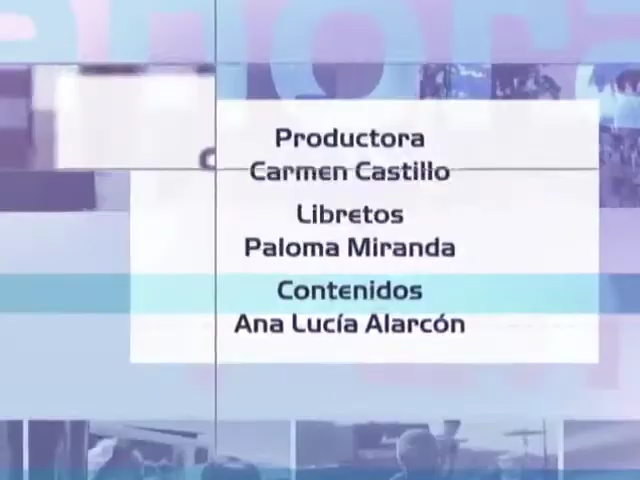 Productora
Carmen Castillo
Libretos
Paloma Miranda
Contenidos
Ana Lucía Alarcón